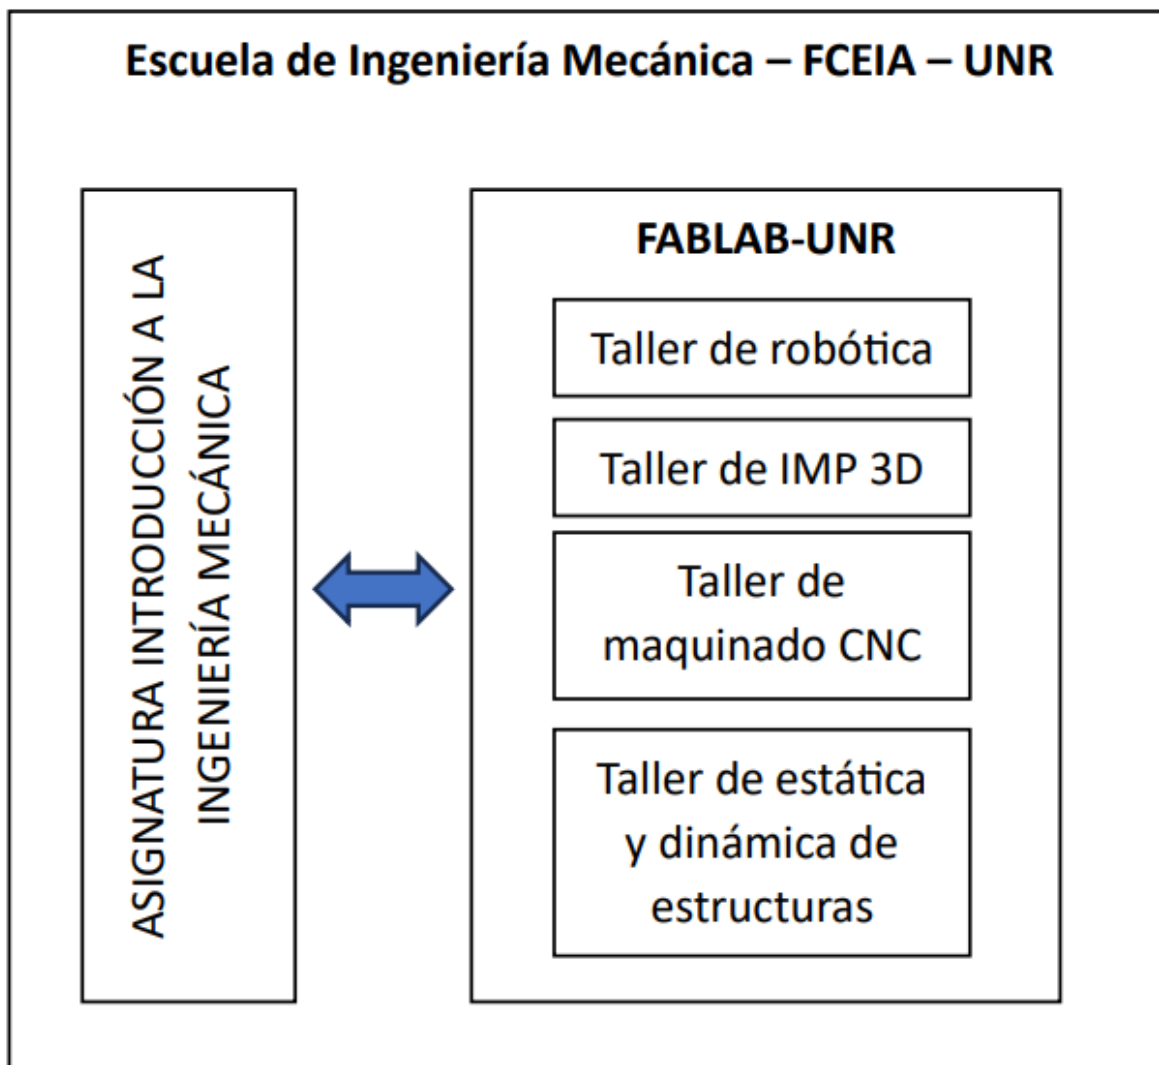 Escuela de Ingeniería Mecánica – FCEIA – UNR
ASIGNATURA INTRODUCCIÓN A LA
INGENIERÍA MECÁNICA
FABLAB-UNR
Taller de robótica
Taller de IMP 3D
Taller de
maquinado CNC
Taller de estática
y dinámica de
estructuras